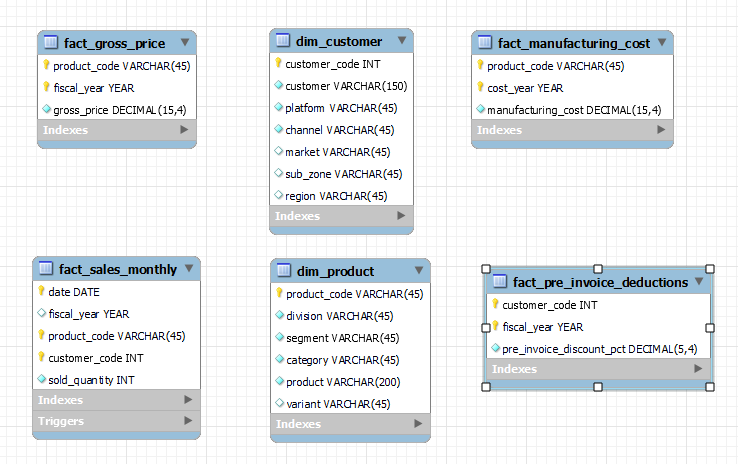 fact_gross_price
product_code VARCHAR(45)
fiscal_year YEAR
gross_price DECIMAL(15,4)
Indexes
dim_customer
customer_code INT
customer VARCHAR(150)
platform VARCHAR(45)
channel VARCHAR(45)
market VARCHAR(45)
sub_zone VARCHAR(45)
region VARCHAR(45)
Indexes
fact_manufacturing_cost
product_code VARCHAR(45)
cost_year YEAR
manufacturing_cost DECIMAL(15,4)
Indexes
fact_sales_monthly
date DATE
fiscal_year YEAR
product_code VARCHAR(45)
customer_code INT
sold_quantity INT
Indexes
Triggers
dim_product
product_code VARCHAR(45)
division VARCHAR(45)
segment VARCHAR(45)
category VARCHAR(45)
product VARCHAR(200)
variant VARCHAR(45)
Indexes
fact_pre_invoice_deductions
customer_code INT
fiscal_year YEAR
pre_invoice_discount_pct DECIMAL(5,4)
Indexes